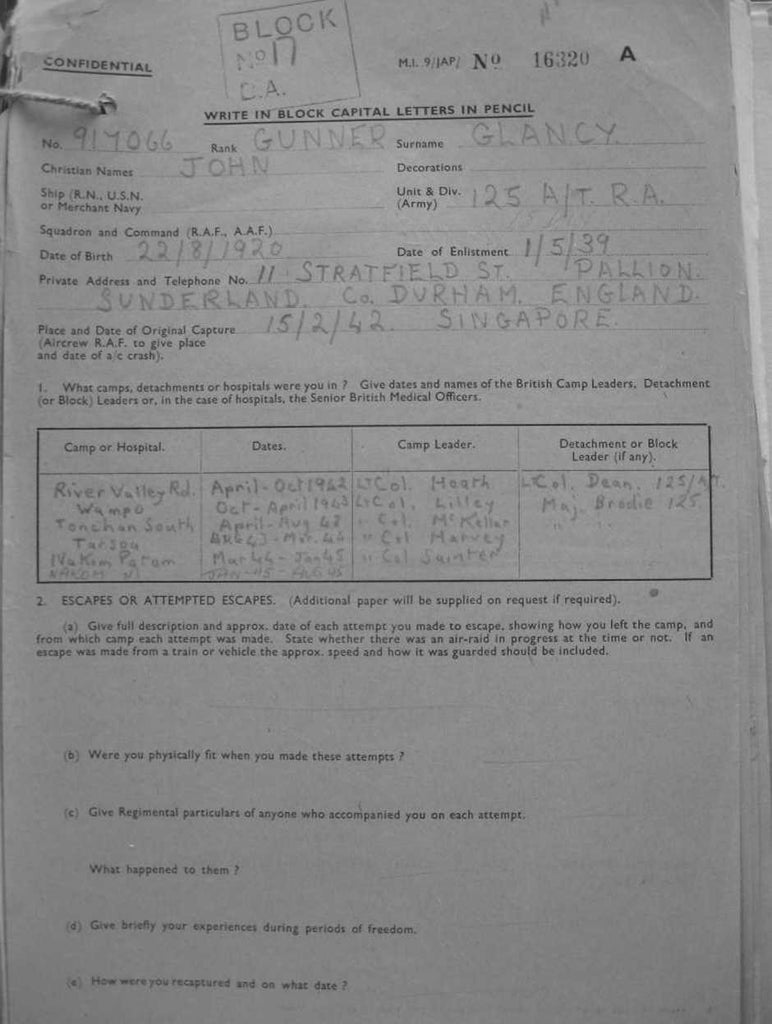 BLOCK
No 17
C.A.
CONFIDENTIAL
M.I. 9/JAP/ No 16320 A
WRITE IN BLOCK CAPITAL LETTERS IN PENCIL
No. 917066 Rank GUNNER Surname GLANCY
Christian Names JOHN Decorations
Ship (R.N., U.S.N. or Merchant Navy
Unit & Div. (Army) 125 A/T. R.A.
Squadron and Command (R.A.F., A.A.F.)
Date of Birth 22/8/1920 Date of Enlistment 1/5/39
Private Address and Telephone No. 11 STRATFIELD ST. PALLION.
SUNDERLAND. Co. DURHAM. ENGLAND.
Place and Date of Original Capture 15/2/42. SINGAPORE.
(Aircrew R.A.F. to give place
and date of a/c crash).
1. What camps, detachments or hospitals were you in ? Give dates and names of the British Camp Leaders, Detachment
(or Block) Leaders or, in the case of hospitals, the Senior British Medical Officers.
Camp or Hospital. Dates. Camp Leader. Detachment or Block
Leader (if any).
River Valley Rd. April-Oct 1942 Lt Col. Heath Lt Col. Dean. 125/A/T.
Wampo Oct-April 1943 Lt Col. Lilley Maj. Brodie 125.
Tonchan South April-Aug 43 " Col. McKellar " "
Tarsou Aug 43-Mar. 44 " Col Harvey
Nakom Patom Mar 44-Jan 45 " Col Sainter
NAKOM JAN-45-AUG 45
2. ESCAPES OR ATTEMPTED ESCAPES. (Additional paper will be supplied on request if required).
(a) Give full description and approx. date of each attempt you made to escape, showing how you left the camp, and
from which camp each attempt was made. State whether there was an air-raid in progress at the time or not. If an
escape was made from a train or vehicle the approx. speed and how it was guarded should be included.
(b) Were you physically fit when you made these attempts ?
(c) Give Regimental particulars of anyone who accompanied you on each attempt.
What happened to them ?
(d) Give briefly your experiences during periods of freedom.
(e) How were you recaptured and on what date ?